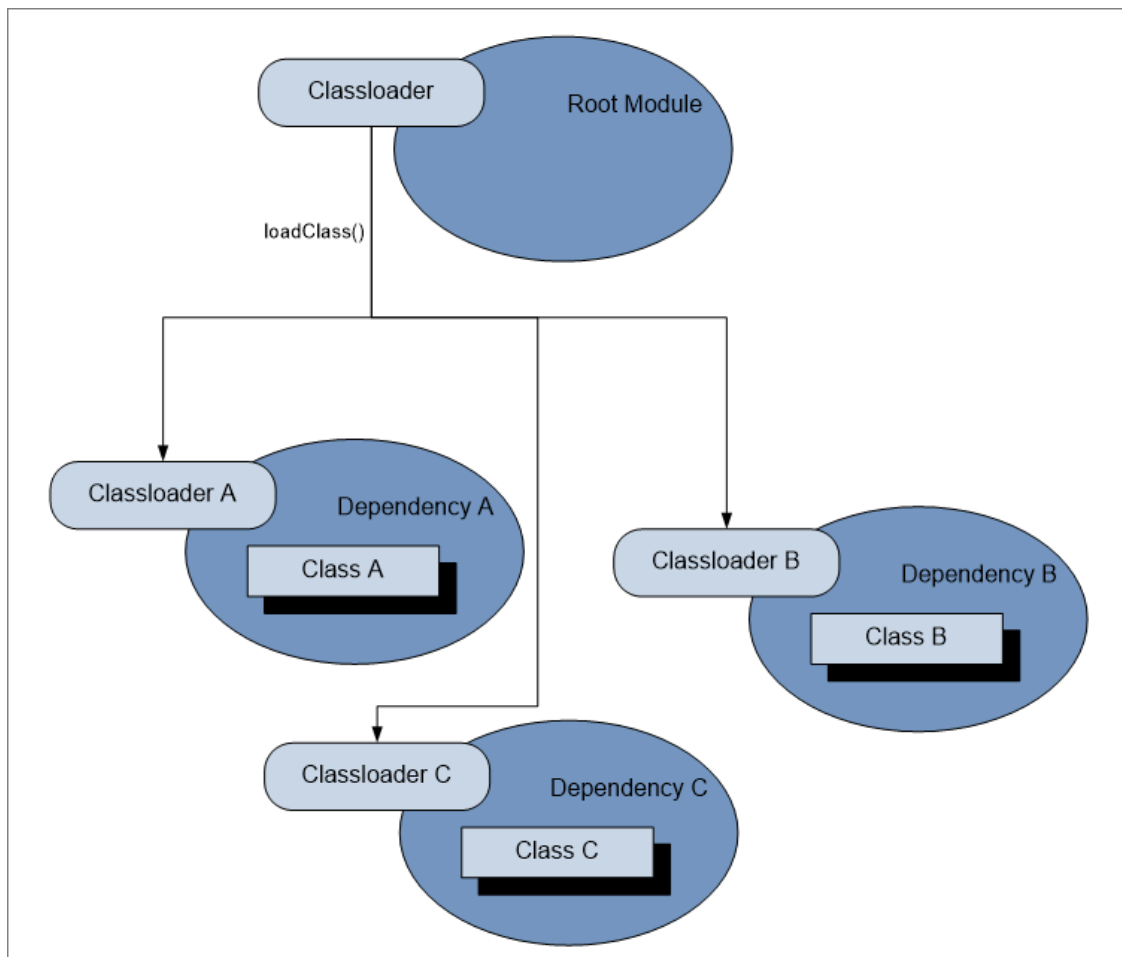 Classloader
Root Module
loadClass()
Classloader A
Dependency A
Class A
Classloader B
Dependency B
Class B
Classloader C
Dependency C
Class C